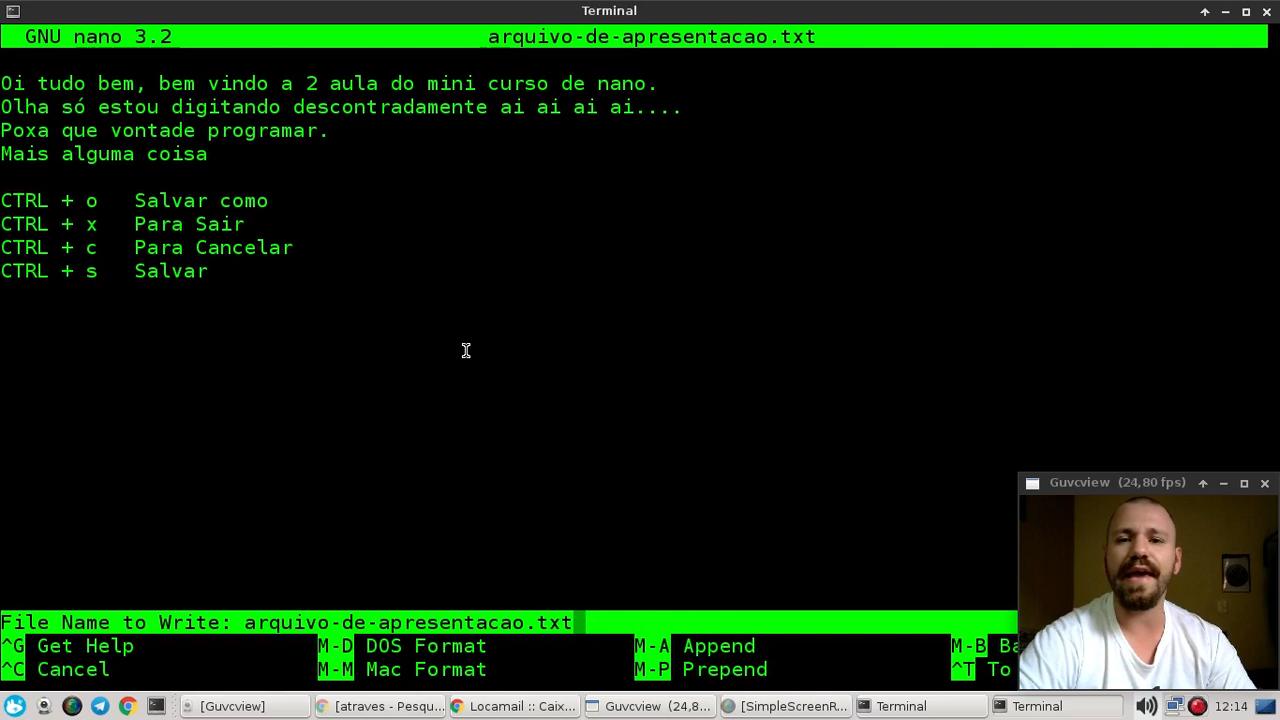 Terminal
GNU nano 3.2 arquivo-de-apresentacao.txt
Oi tudo bem, bem vindo a 2 aula do mini curso de nano.
Olha só estou digitando descontradamente ai ai ai ai....
Poxa que vontade programar.
Mais alguma coisa
CTRL + o Salvar como
CTRL + x Para Sair
CTRL + c Para Cancelar
CTRL + s Salvar
Guvcview (24,80 fps)
File Name to Write: arquivo-de-apresentacao.txt
^G Get Help M-D DOS Format M-A Append M-B Ba
^C Cancel M-M Mac Format M-P Prepend ^T To
[Guvcview] [atraves - Pesqu... Locamail :: Caix... Guvcview (24,8... [SimpleScreenR... Terminal Terminal 12:14